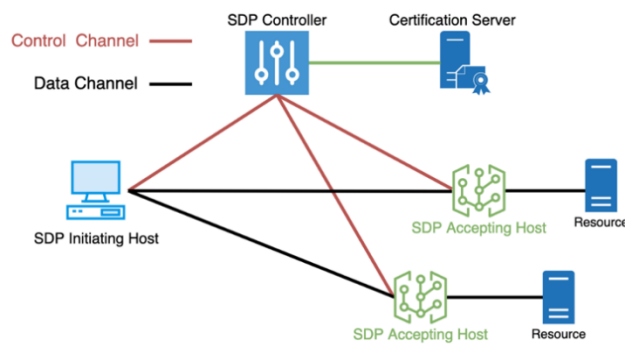 SDP Controller
Certification Server
Control Channel
Data Channel
SDP Initiating Host
SDP Accepting Host
Resource
SDP Accepting Host
Resource